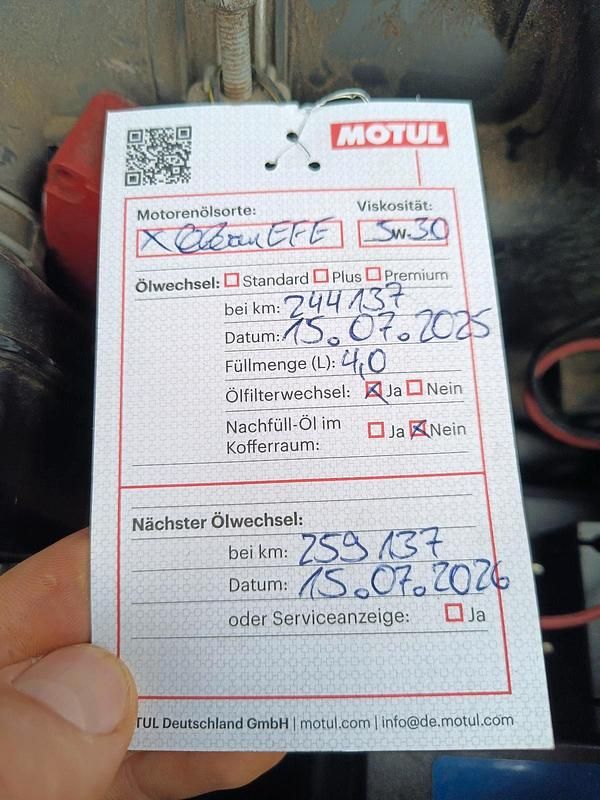 MOTUL
Motorenölsorte: Viskosität:
X Clean EFE 5W-30
Ölwechsel: Standard Plus Premium
bei km: 244137
Datum: 15.07.2025
Füllmenge (L): 4,0
Ölfilterwechsel: Ja Nein
Nachfüll-Öl im
Kofferraum: Ja Nein
Nächster Ölwechsel:
bei km: 259137
Datum: 15.07.2026
oder Serviceanzeige: Ja
TUL Deutschland GmbH | motul.com | info@de.motul.com